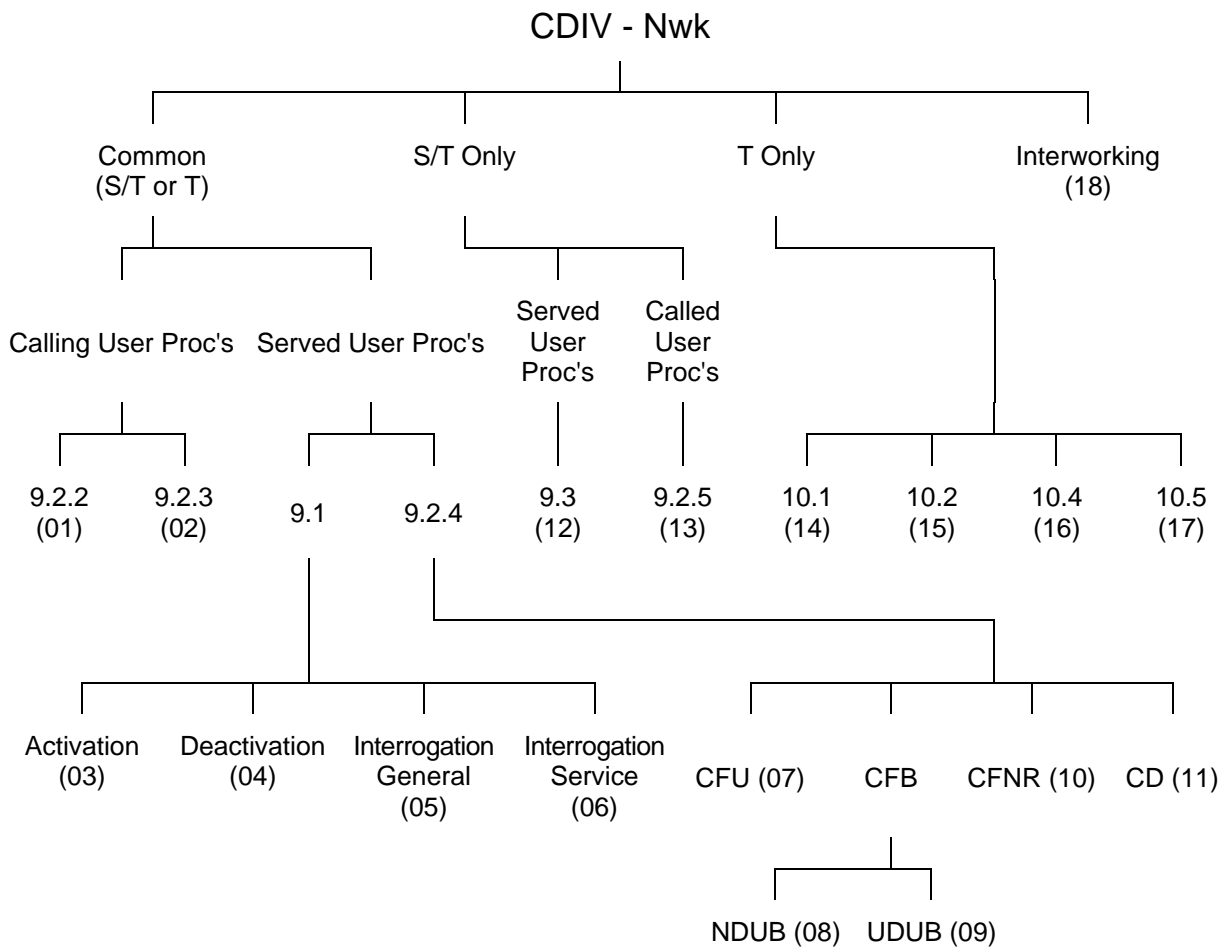 CDIV - Nwk
Common
(S/T or T)
S/T Only
T Only
Interworking
(18)
Calling User Proc's
Served User Proc's
Served
User
Proc's
Called
User
Proc's
9.2.2
(01)
9.2.3
(02)
9.1
9.2.4
9.3
(12)
9.2.5
(13)
10.1
(14)
10.2
(15)
10.4
(16)
10.5
(17)
Activation
(03)
Deactivation
(04)
Interrogation
General
(05)
Interrogation
Service
(06)
CFU (07)
CFB
CFNR (10)
CD (11)
NDUB (08)
UDUB (09)